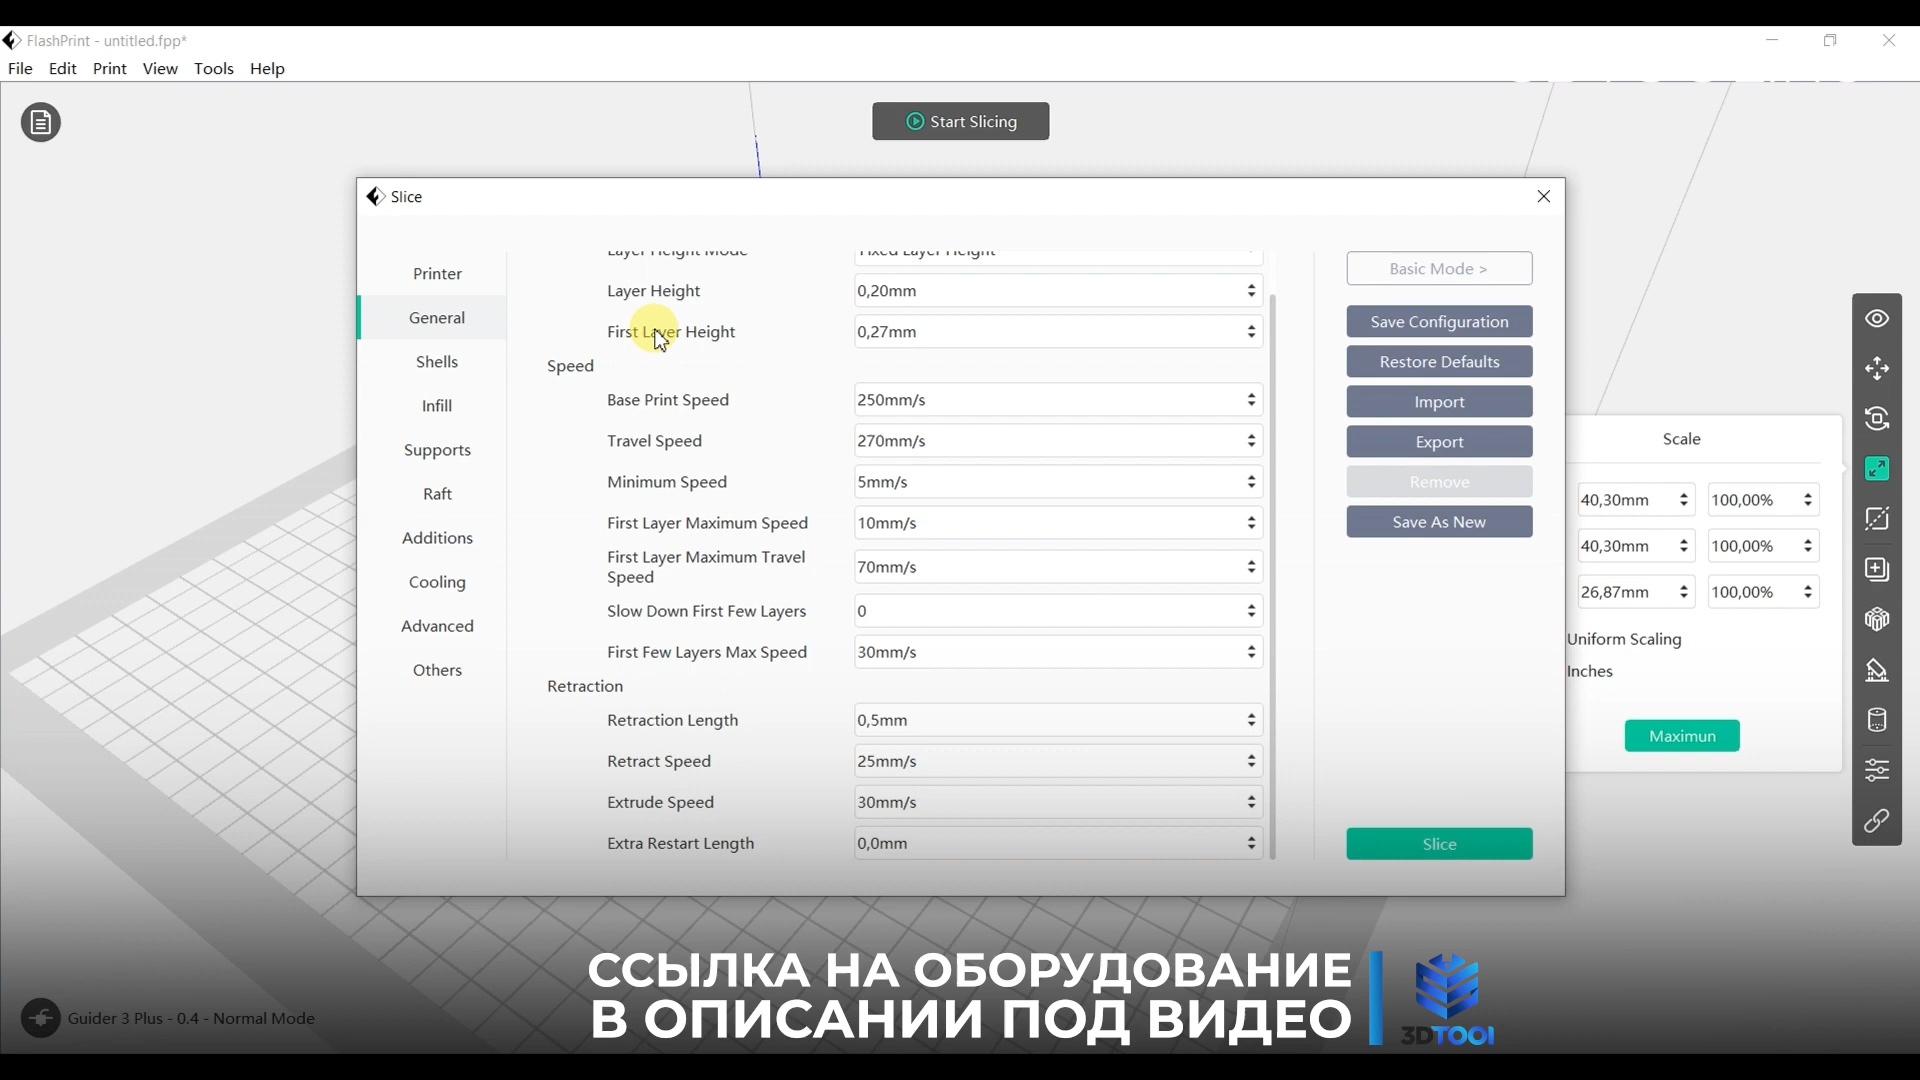 FlashPrint - untitled.fpp*
File Edit Print View Tools Help
Start Slicing
Slice
Printer
General
Shells
Infill
Supports
Raft
Additions
Cooling
Advanced
Others
Layer Height Mode Fixed Layer Height
Layer Height 0,20mm
First Layer Height 0,27mm
Speed
Base Print Speed 250mm/s
Travel Speed 270mm/s
Minimum Speed 5mm/s
First Layer Maximum Speed 10mm/s
First Layer Maximum Travel
Speed 70mm/s
Slow Down First Few Layers 0
First Few Layers Max Speed 30mm/s
Retraction
Retraction Length 0,5mm
Retract Speed 25mm/s
Extrude Speed 30mm/s
Extra Restart Length 0,0mm
Basic Mode >
Save Configuration
Restore Defaults
Import
Export
Remove
Save As New
Slice
Scale
40,30mm 100,00%
40,30mm 100,00%
26,87mm 100,00%
Uniform Scaling
Inches
Maximun
Guider 3 Plus - 0.4 - Normal Mode
ССЫЛКА НА ОБОРУДОВАНИЕ
В ОПИСАНИИ ПОД ВИДЕО
3DTOOl